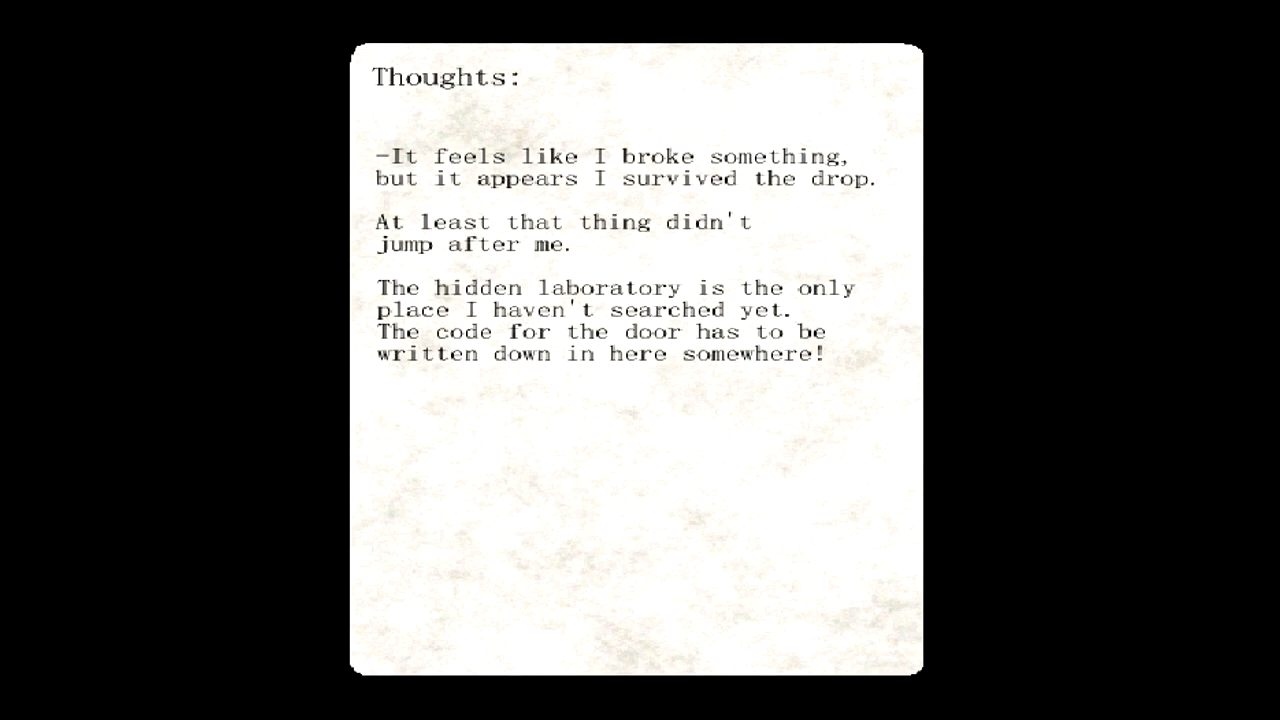 Thoughts:
-It feels like I broke something,
but it appears I survived the drop.
At least that thing didn't
jump after me.
The hidden laboratory is the only
place I haven't searched yet.
The code for the door has to be
written down in here somewhere!